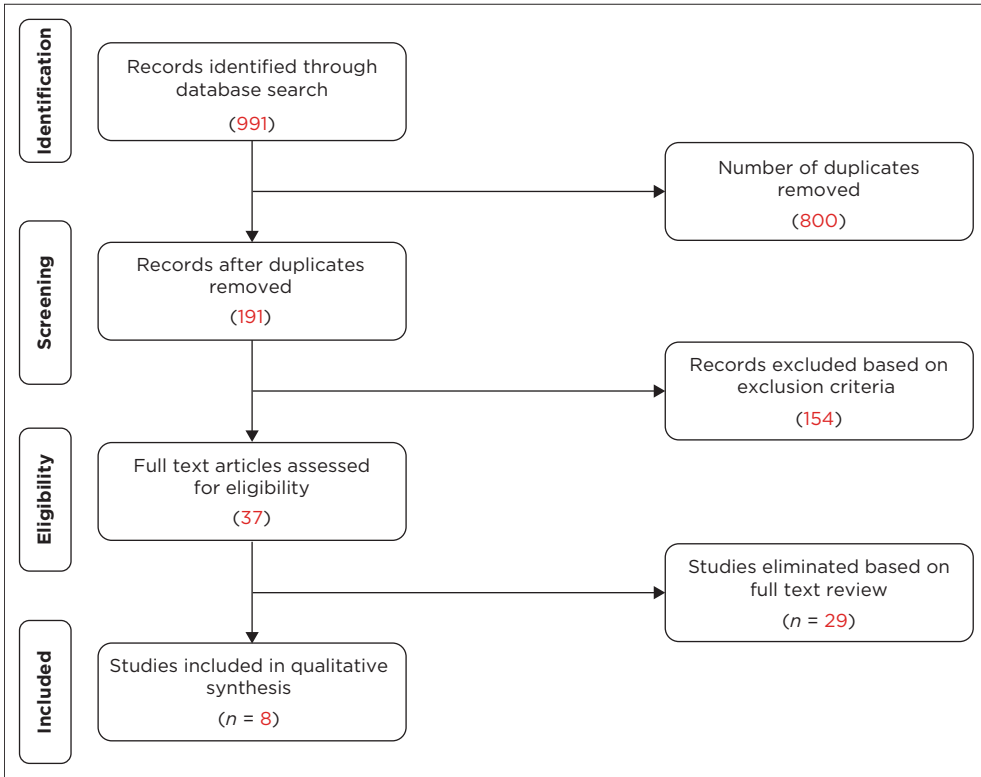 Identification
Records identified through
database search
(991)
Number of duplicates
removed
(800)
Screening
Records after duplicates
removed
(191)
Records excluded based on
exclusion criteria
(154)
Eligibility
Full text articles assessed
for eligibility
(37)
Studies eliminated based on
full text review
(n = 29)
Included
Studies included in qualitative
synthesis
(n = 8)